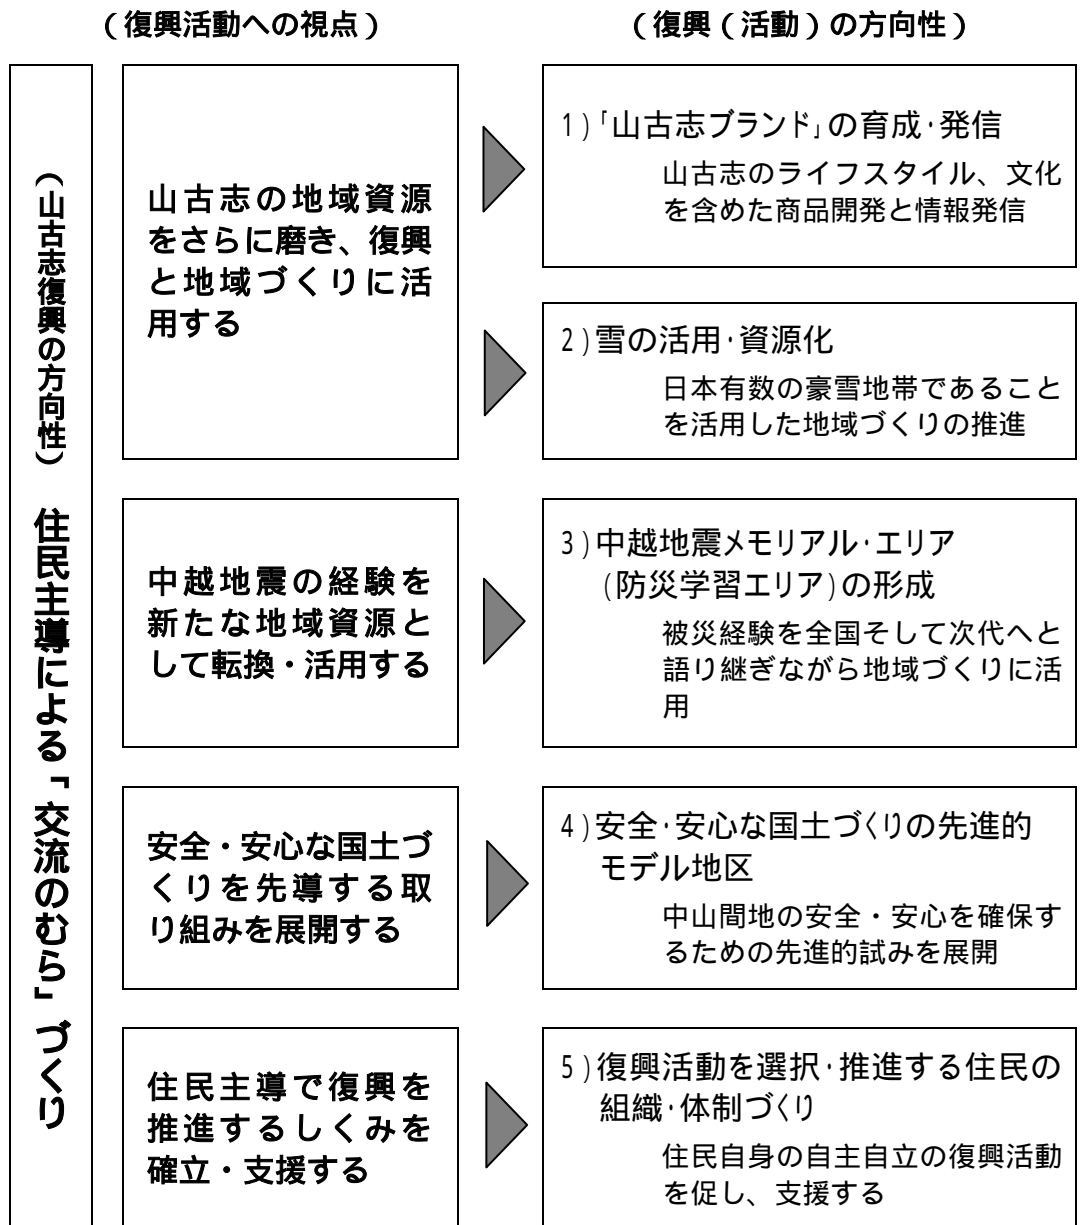 （復興活動への視点）
（復興（活動）の方向性）
（山古志復興の方向性）　住民主導による「交流のむら」づくり
山古志の地域資源
をさらに磨き、復興
と地域づくりに活
用する
1)「山古志ブランド」の育成・発信
山古志のライフスタイル、文化
を含めた商品開発と情報発信
2)雪の活用・資源化
日本有数の豪雪地帯であること
を活用した地域づくりの推進
中越地震の経験を
新たな地域資源と
して転換・活用する
3)中越地震メモリアル・エリア
(防災学習エリア)の形成
被災経験を全国そして次代へと
語り継ぎながら地域づくりに活
用
安全・安心な国土づ
くりを先導する取
り組みを展開する
4)安全・安心な国土づくりの先進的
モデル地区
中山間地の安全・安心を確保す
るための先進的試みを展開
住民主導で復興を
推進するしくみを
確立・支援する
5)復興活動を選択・推進する住民の
組織・体制づくり
住民自身の自主自立の復興活動
を促し、支援する